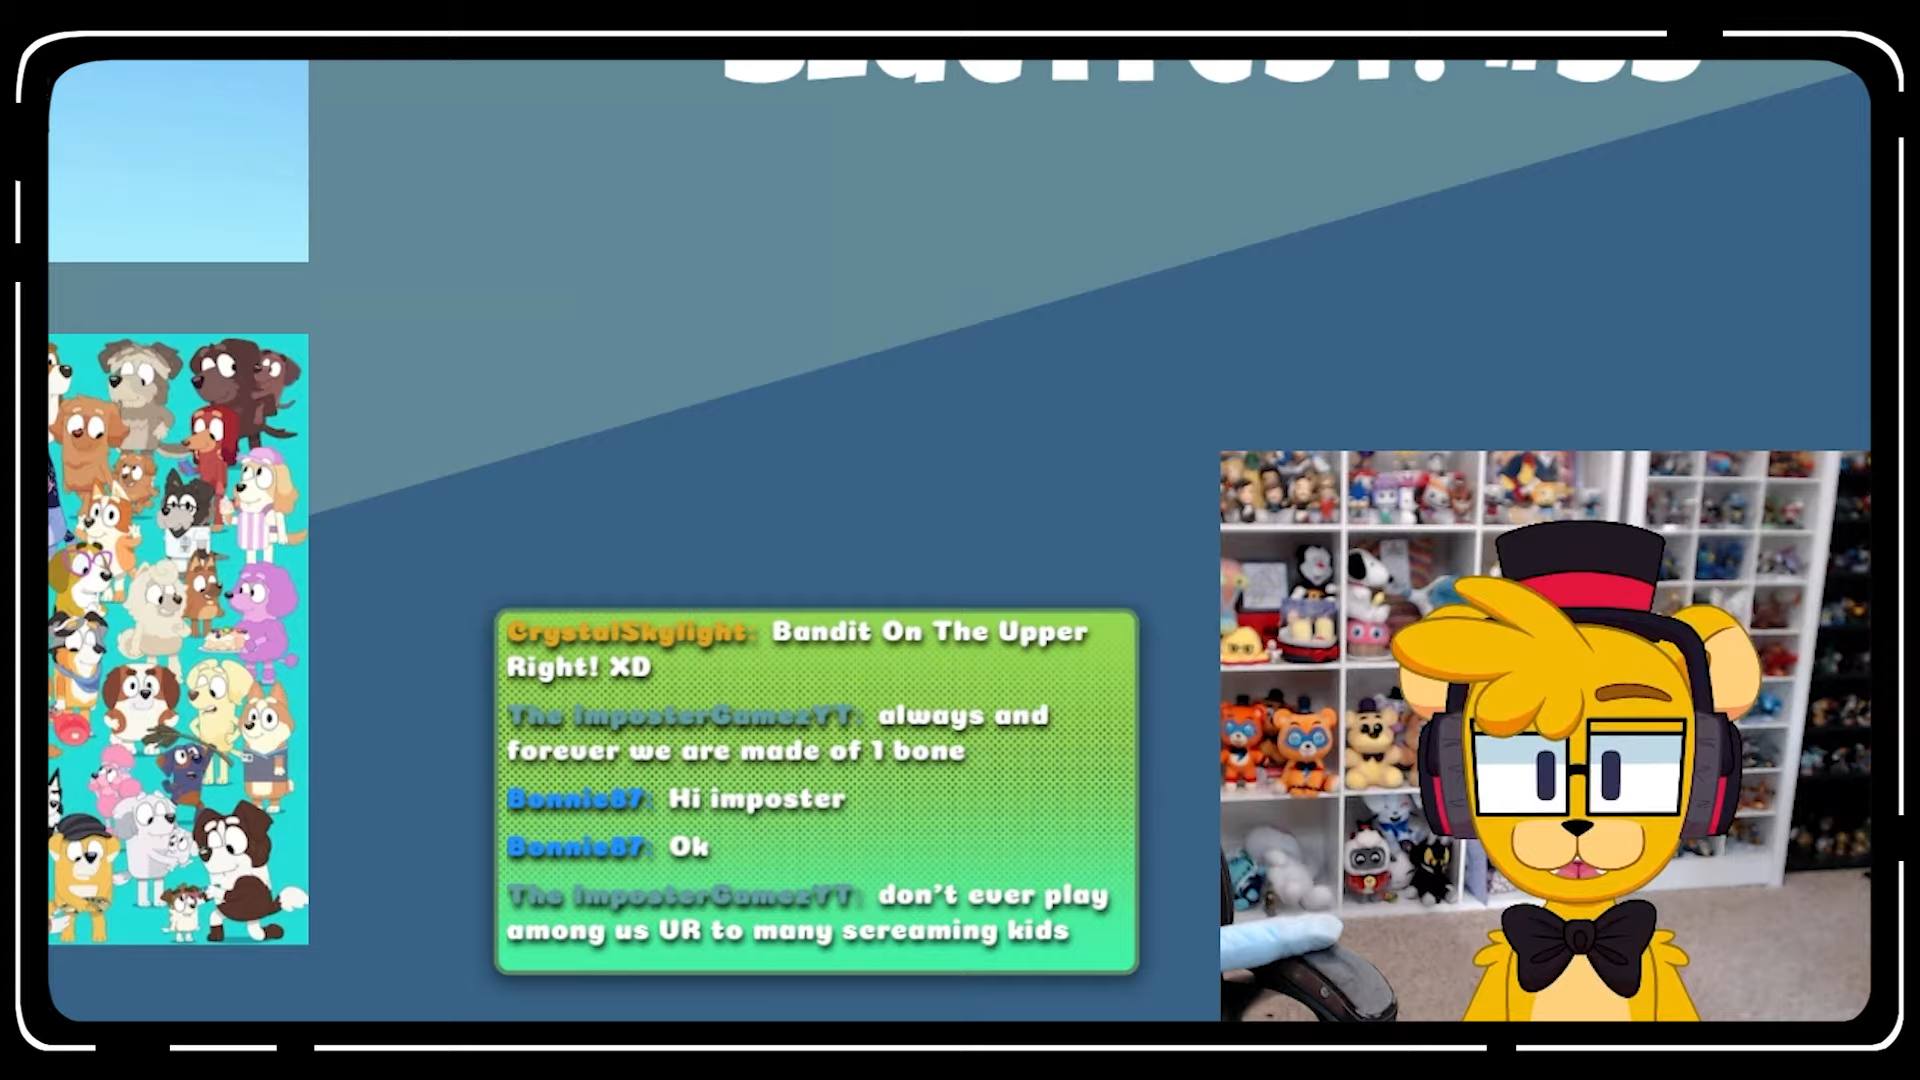 CrystalSkylight: Bandit On The Upper
Right! XD
The ImposterGamezYT: always and
forever we are made of 1 bone
Bonnie87: Hi imposter
Bonnie87: Ok
The ImposterGamezYT: don't ever play
among us VR to many screaming kids